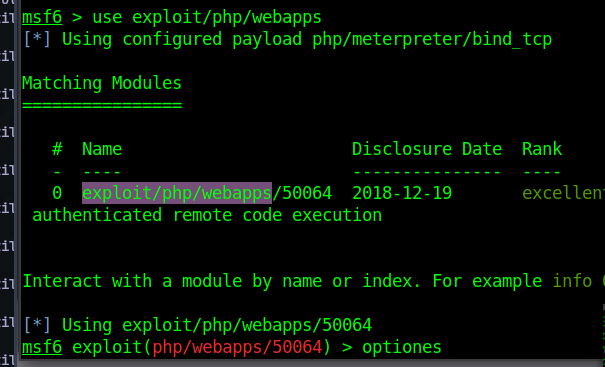 msf6 > use exploit/php/webapps
[*] Using configured payload php/meterpreter/bind_tcp
Matching Modules
================
#  Name                           Disclosure Date  Rank
-  ----                           ---------------  ----
0  exploit/php/webapps/50064  2018-12-19       excellen
authenticated remote code execution
Interact with a module by name or index. For example info
[*] Using exploit/php/webapps/50064
msf6 exploit(php/webapps/50064) > optiones